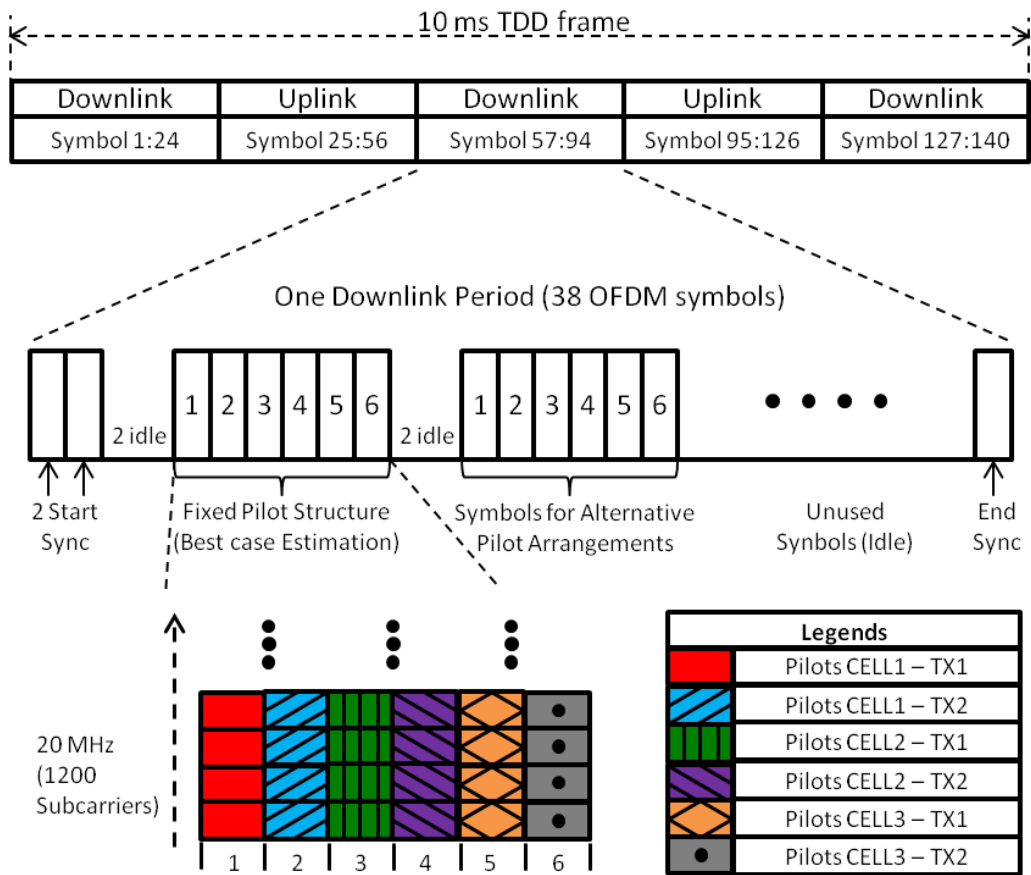 10 ms TDD frame
Downlink Uplink Downlink Uplink Downlink
Symbol 1:24 Symbol 25:56 Symbol 57:94 Symbol 95:126 Symbol 127:140
One Downlink Period (38 OFDM symbols)
1 2 3 4 5 6 1 2 3 4 5 6
2 idle 2 idle
2 Start Fixed Pilot Structure Symbols for Alternative Unused End
Sync (Best case Estimation) Pilot Arrangements Synbols (Idle) Sync
Legends
Pilots CELL1 – TX1
Pilots CELL1 – TX2
Pilots CELL2 – TX1
Pilots CELL2 – TX2
Pilots CELL3 – TX1
Pilots CELL3 – TX2
20 MHz
(1200
Subcarriers)
1 2 3 4 5 6